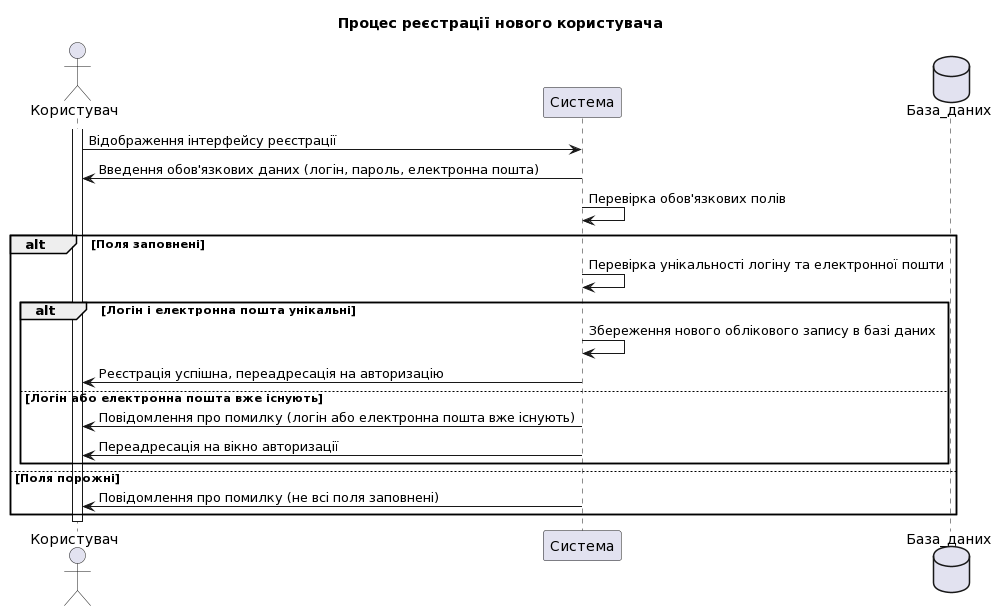 Процес реєстрації нового користувача
Користувач
Система
База_даних
Відображення інтерфейсу реєстрації
Введення обов'язкових даних (логін, пароль, електронна пошта)
Перевірка обов'язкових полів
alt [Поля заповнені]
Перевірка унікальності логіну та електронної пошти
alt [Логін і електронна пошта унікальні]
Збереження нового облікового запису в базі даних
Реєстрація успішна, переадресація на авторизацію
[Логін або електронна пошта вже існують]
Повідомлення про помилку (логін або електронна пошта вже існують)
Переадресація на вікно авторизації
[Поля порожні]
Повідомлення про помилку (не всі поля заповнені)
Користувач
Система
База_даних